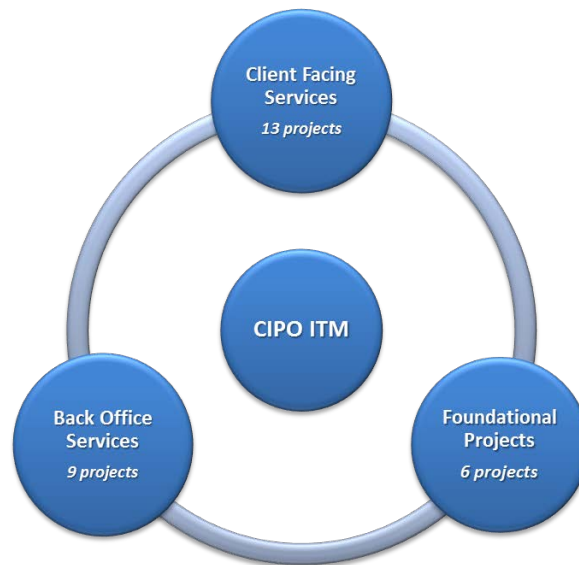 Client Facing
Services
13 projects
CIPO ITM
Back Office
Services
9 projects
Foundational
Projects
6 projects